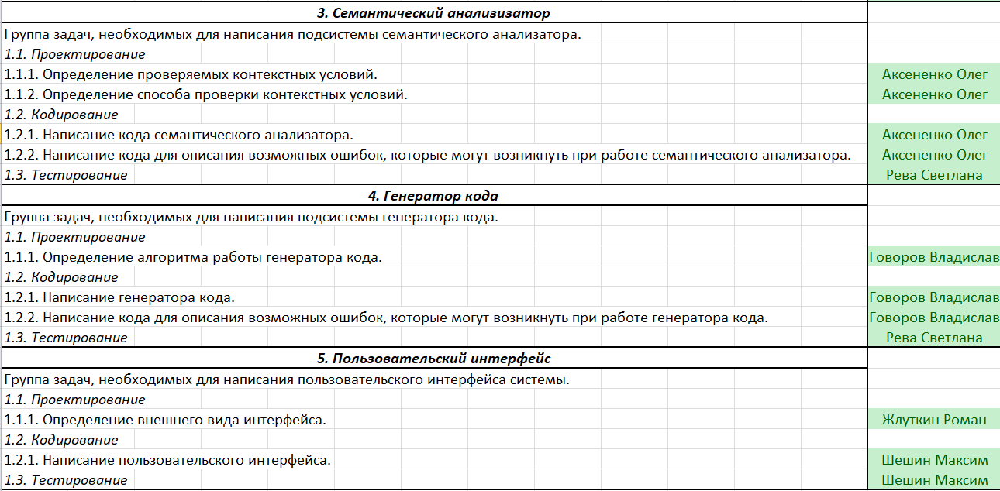 3. Семантический анализизатор
Группа задач, необходимых для написания подсистемы семантического анализатора.
1.1. Проектирование
1.1.1. Определение проверяемых контекстных условий. Аксененко Олег
1.1.2. Определение способа проверки контекстных условий. Аксененко Олег
1.2. Кодирование
1.2.1. Написание кода семантического анализатора. Аксененко Олег
1.2.2. Написание кода для описания возможных ошибок, которые могут возникнуть при работе семантического анализатора. Аксененко Олег
1.3. Тестирование Рева Светлана
4. Генератор кода
Группа задач, необходимых для написания подсистемы генератора кода.
1.1. Проектирование
1.1.1. Определение алгоритма работы генератора кода. Говоров Владислав
1.2. Кодирование
1.2.1. Написание генератора кода. Говоров Владислав
1.2.2. Написание кода для описания возможных ошибок, которые могут возникнуть при работе генератора кода. Говоров Владислав
1.3. Тестирование Рева Светлана
5. Пользовательский интерфейс
Группа задач, необходимых для написания пользовательского интерфейса системы.
1.1. Проектирование
1.1.1. Определение внешнего вида интерфейса. Жлуткин Роман
1.2. Кодирование
1.2.1. Написание пользовательского интерфейса. Шешин Максим
1.3. Тестирование Шешин Максим